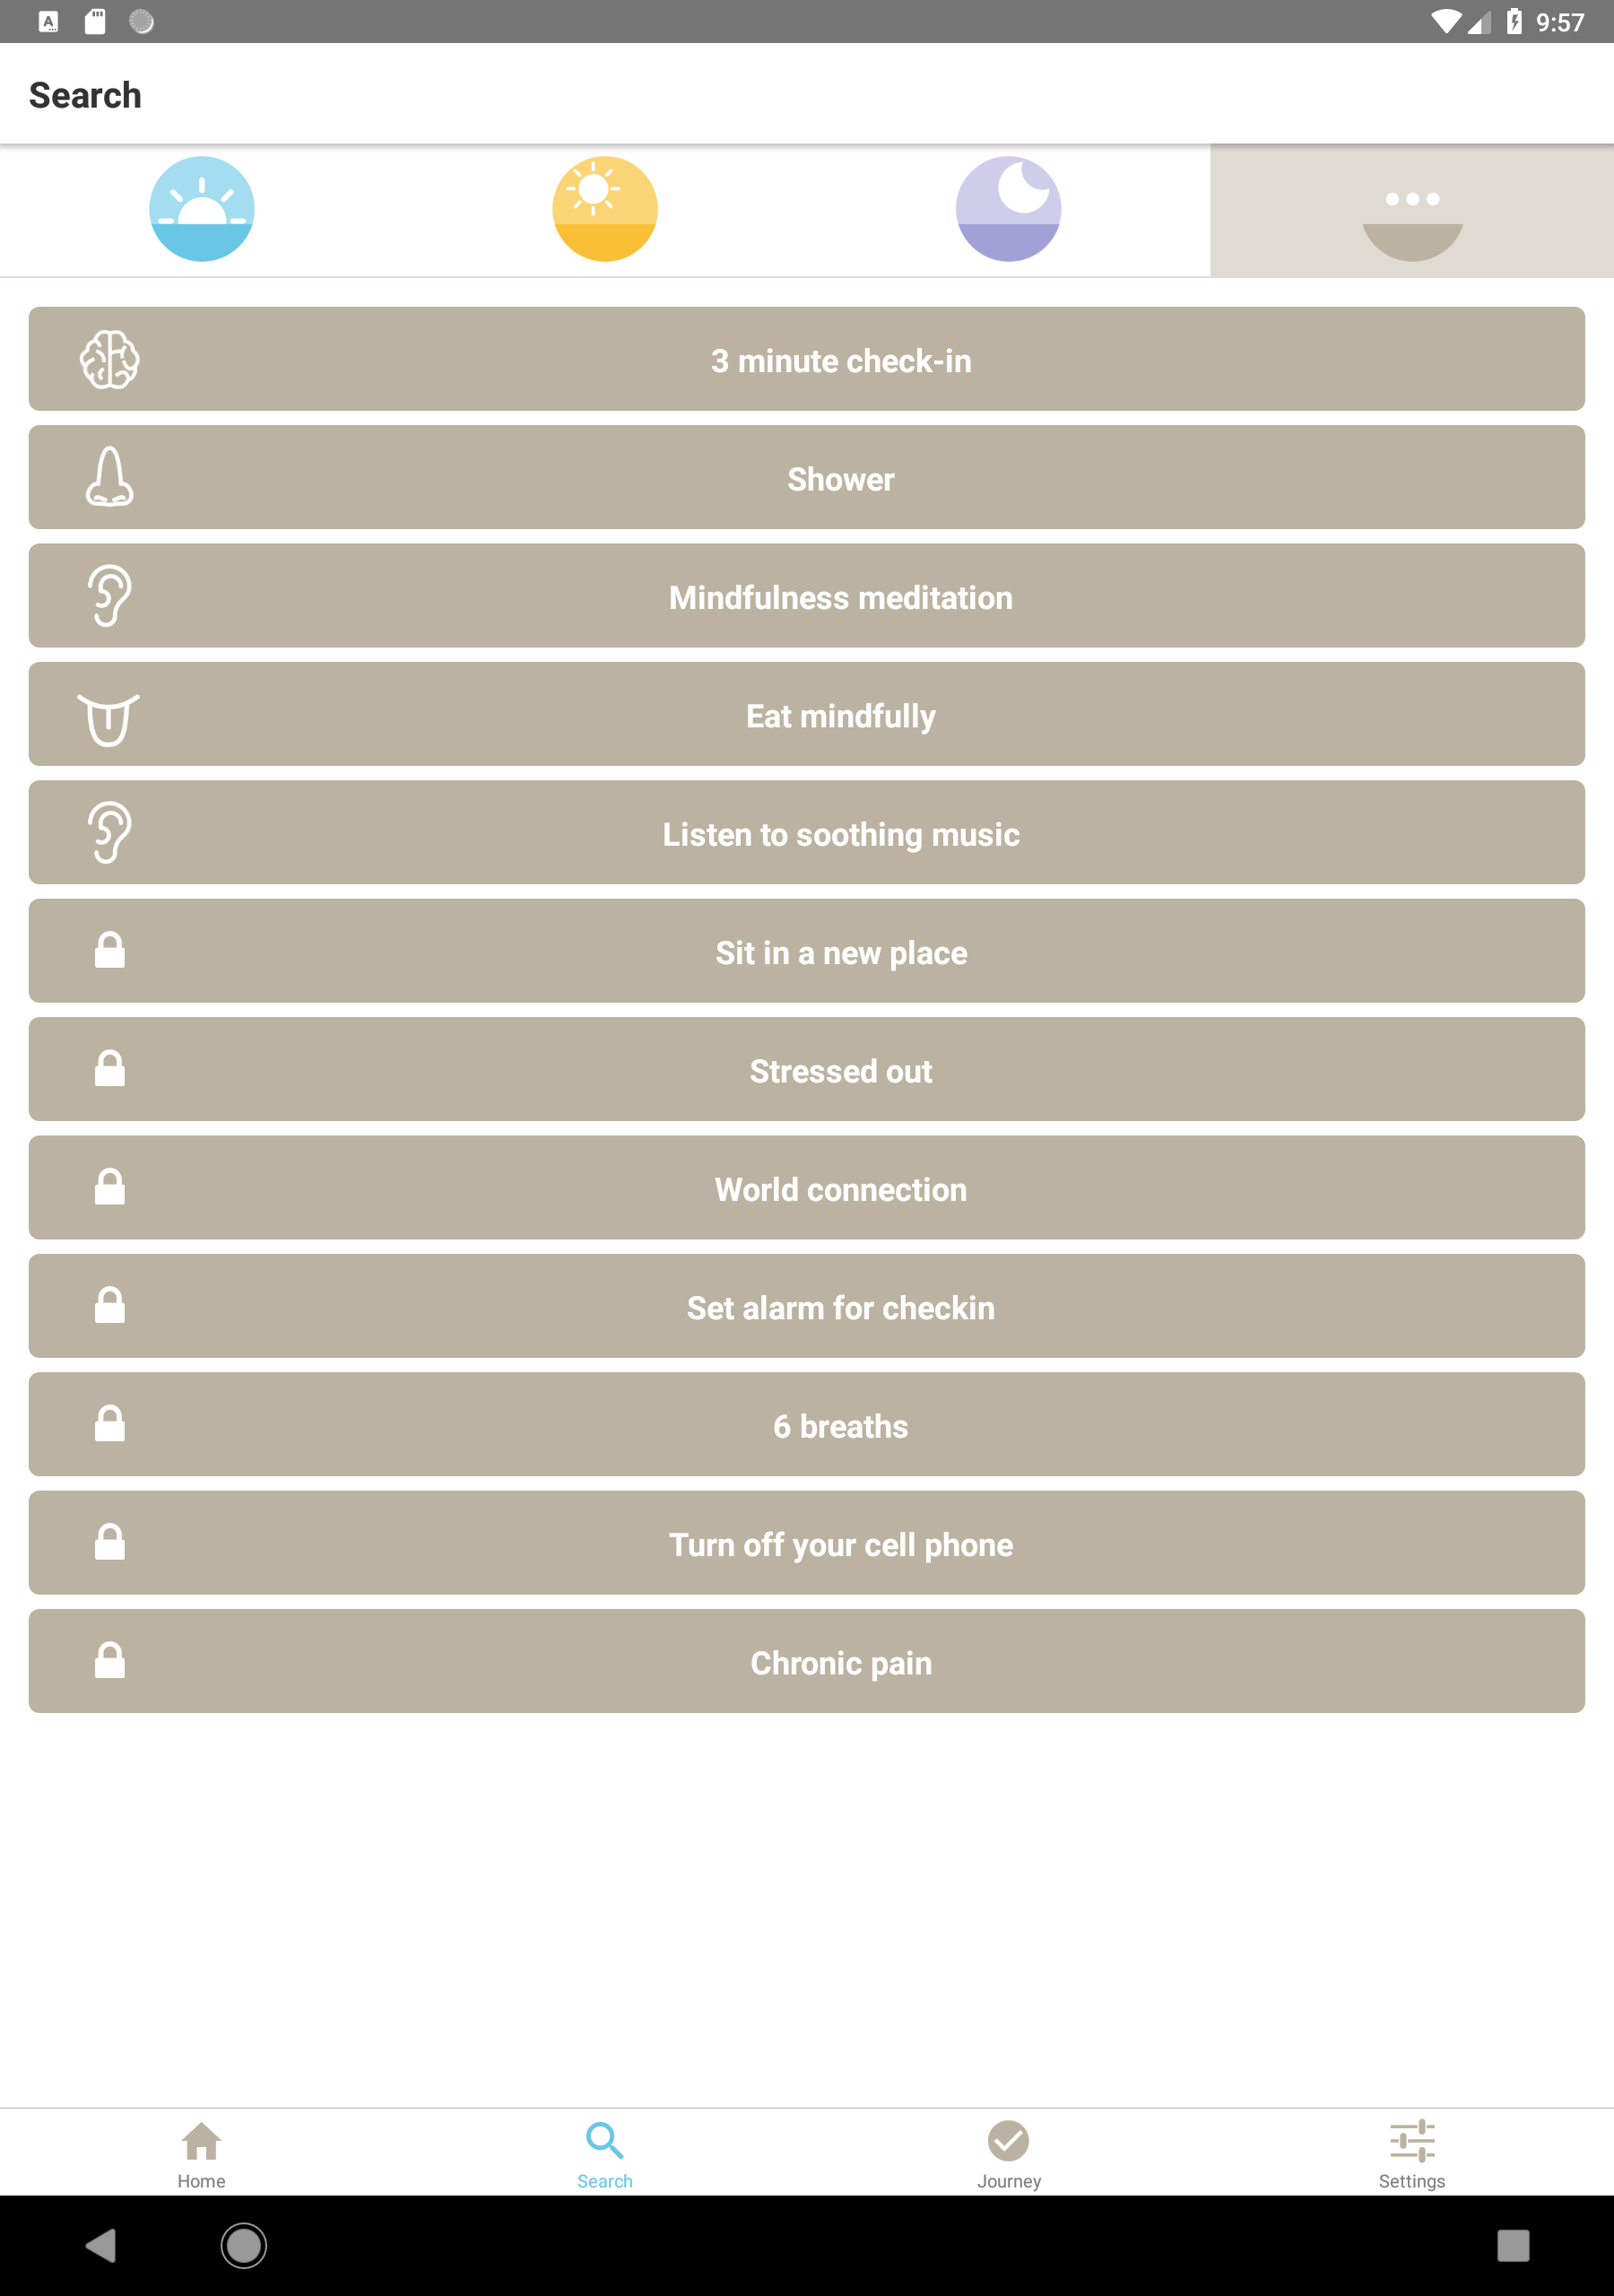 9:57
Search
3 minute check-in
Shower
Mindfulness meditation
Eat mindfully
Listen to soothing music
Sit in a new place
Stressed out
World connection
Set alarm for checkin
6 breaths
Turn off your cell phone
Chronic pain
Home
Search
Journey
Settings